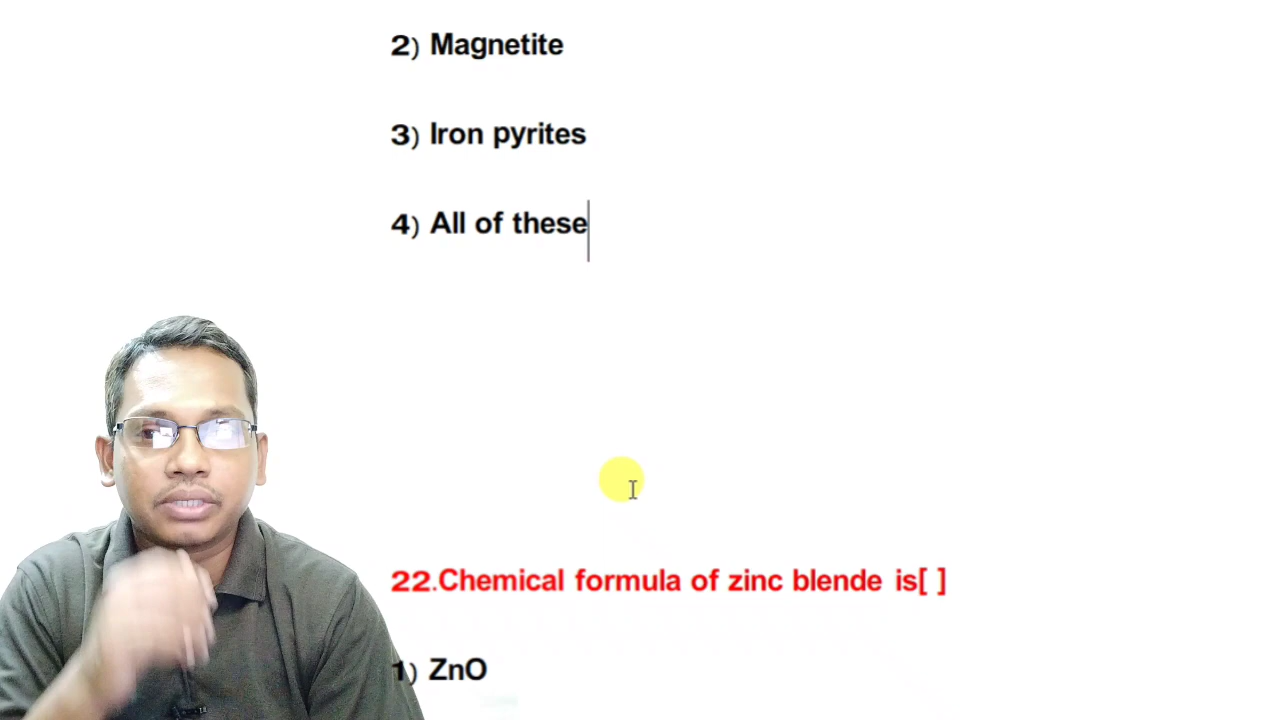 2) Magnetite
3) Iron pyrites
4) All of these
22.Chemical formula of zinc blende is[ ]
1) ZnO